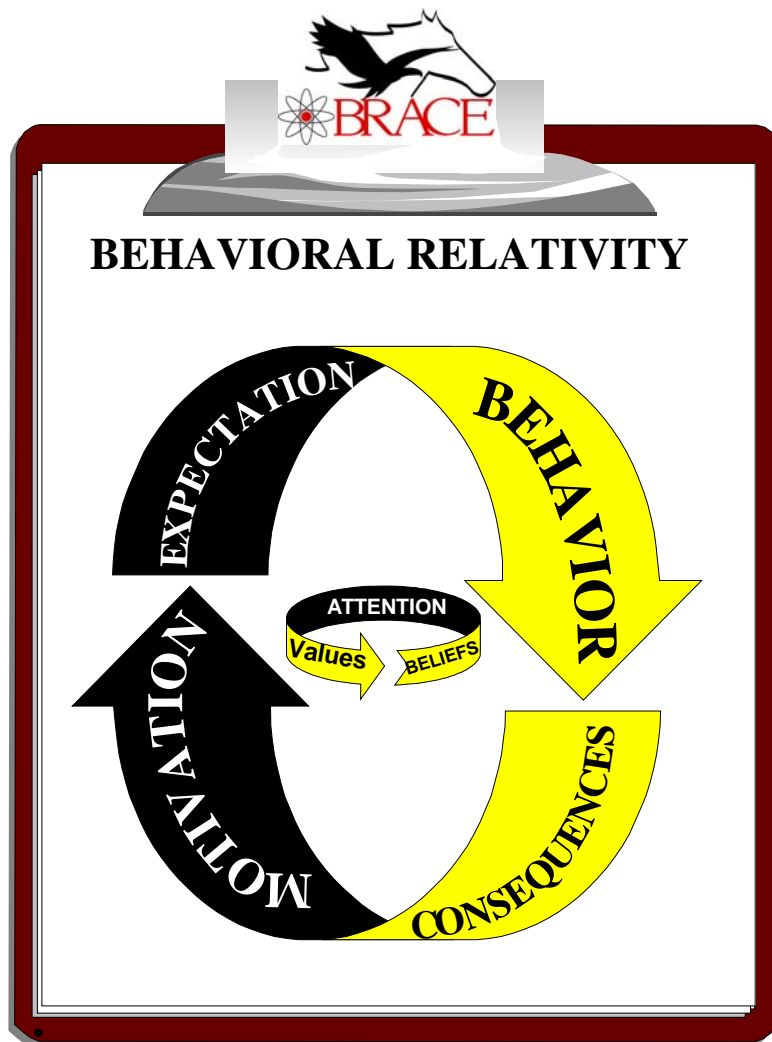 BRACE
BEHAVIORAL RELATIVITY
EXPECTATION
BEHAVIOR
ATTENTION
Values
BELIEFS
MOTIVATION
CONSEQUENCES